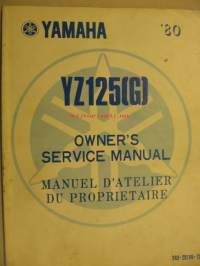 YAMAHA
'80
YZ125(G)
OWNER'S
SERVICE MANUAL
MANUEL D'ATELIER
DU PROPRIETAIRE